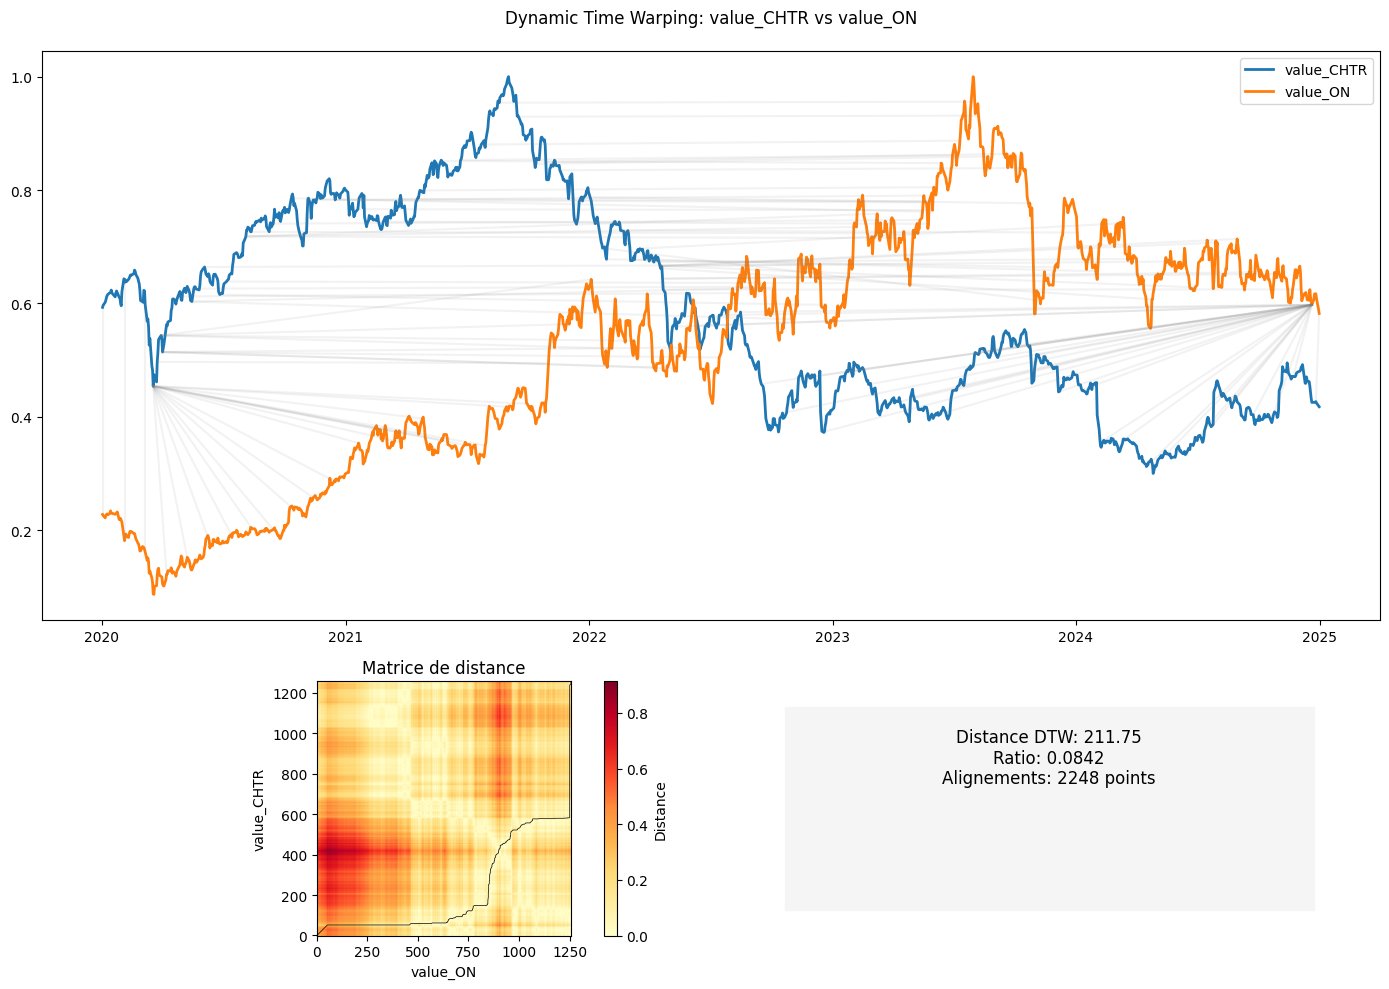 Dynamic Time Warping: value_CHTR vs value_ON
value_CHTR
value_ON
1.0
0.8
0.6
0.4
0.2
2020 2021 2022 2023 2024 2025
Matrice de distance
value_CHTR
1200
1000
800
600
400
200
0
0 250 500 750 1000 1250
value_ON
0.8
0.6
0.4
0.2
0.0
Distance
Distance DTW: 211.75
Ratio: 0.0842
Alignements: 2248 points